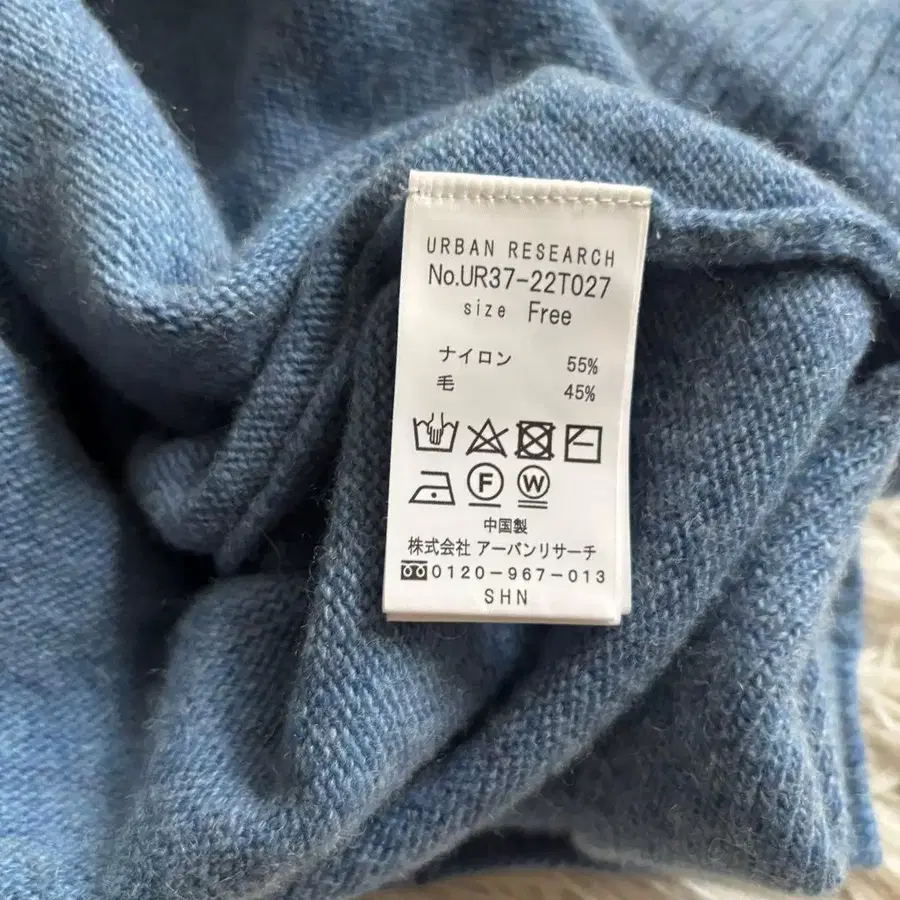 URBAN RESEARCH
No.UR37-22T027
size Free
ナイロン 55%
毛 45%
F W
中国製
株式会社 アーバンリサーチ
0120-967-013
SHN